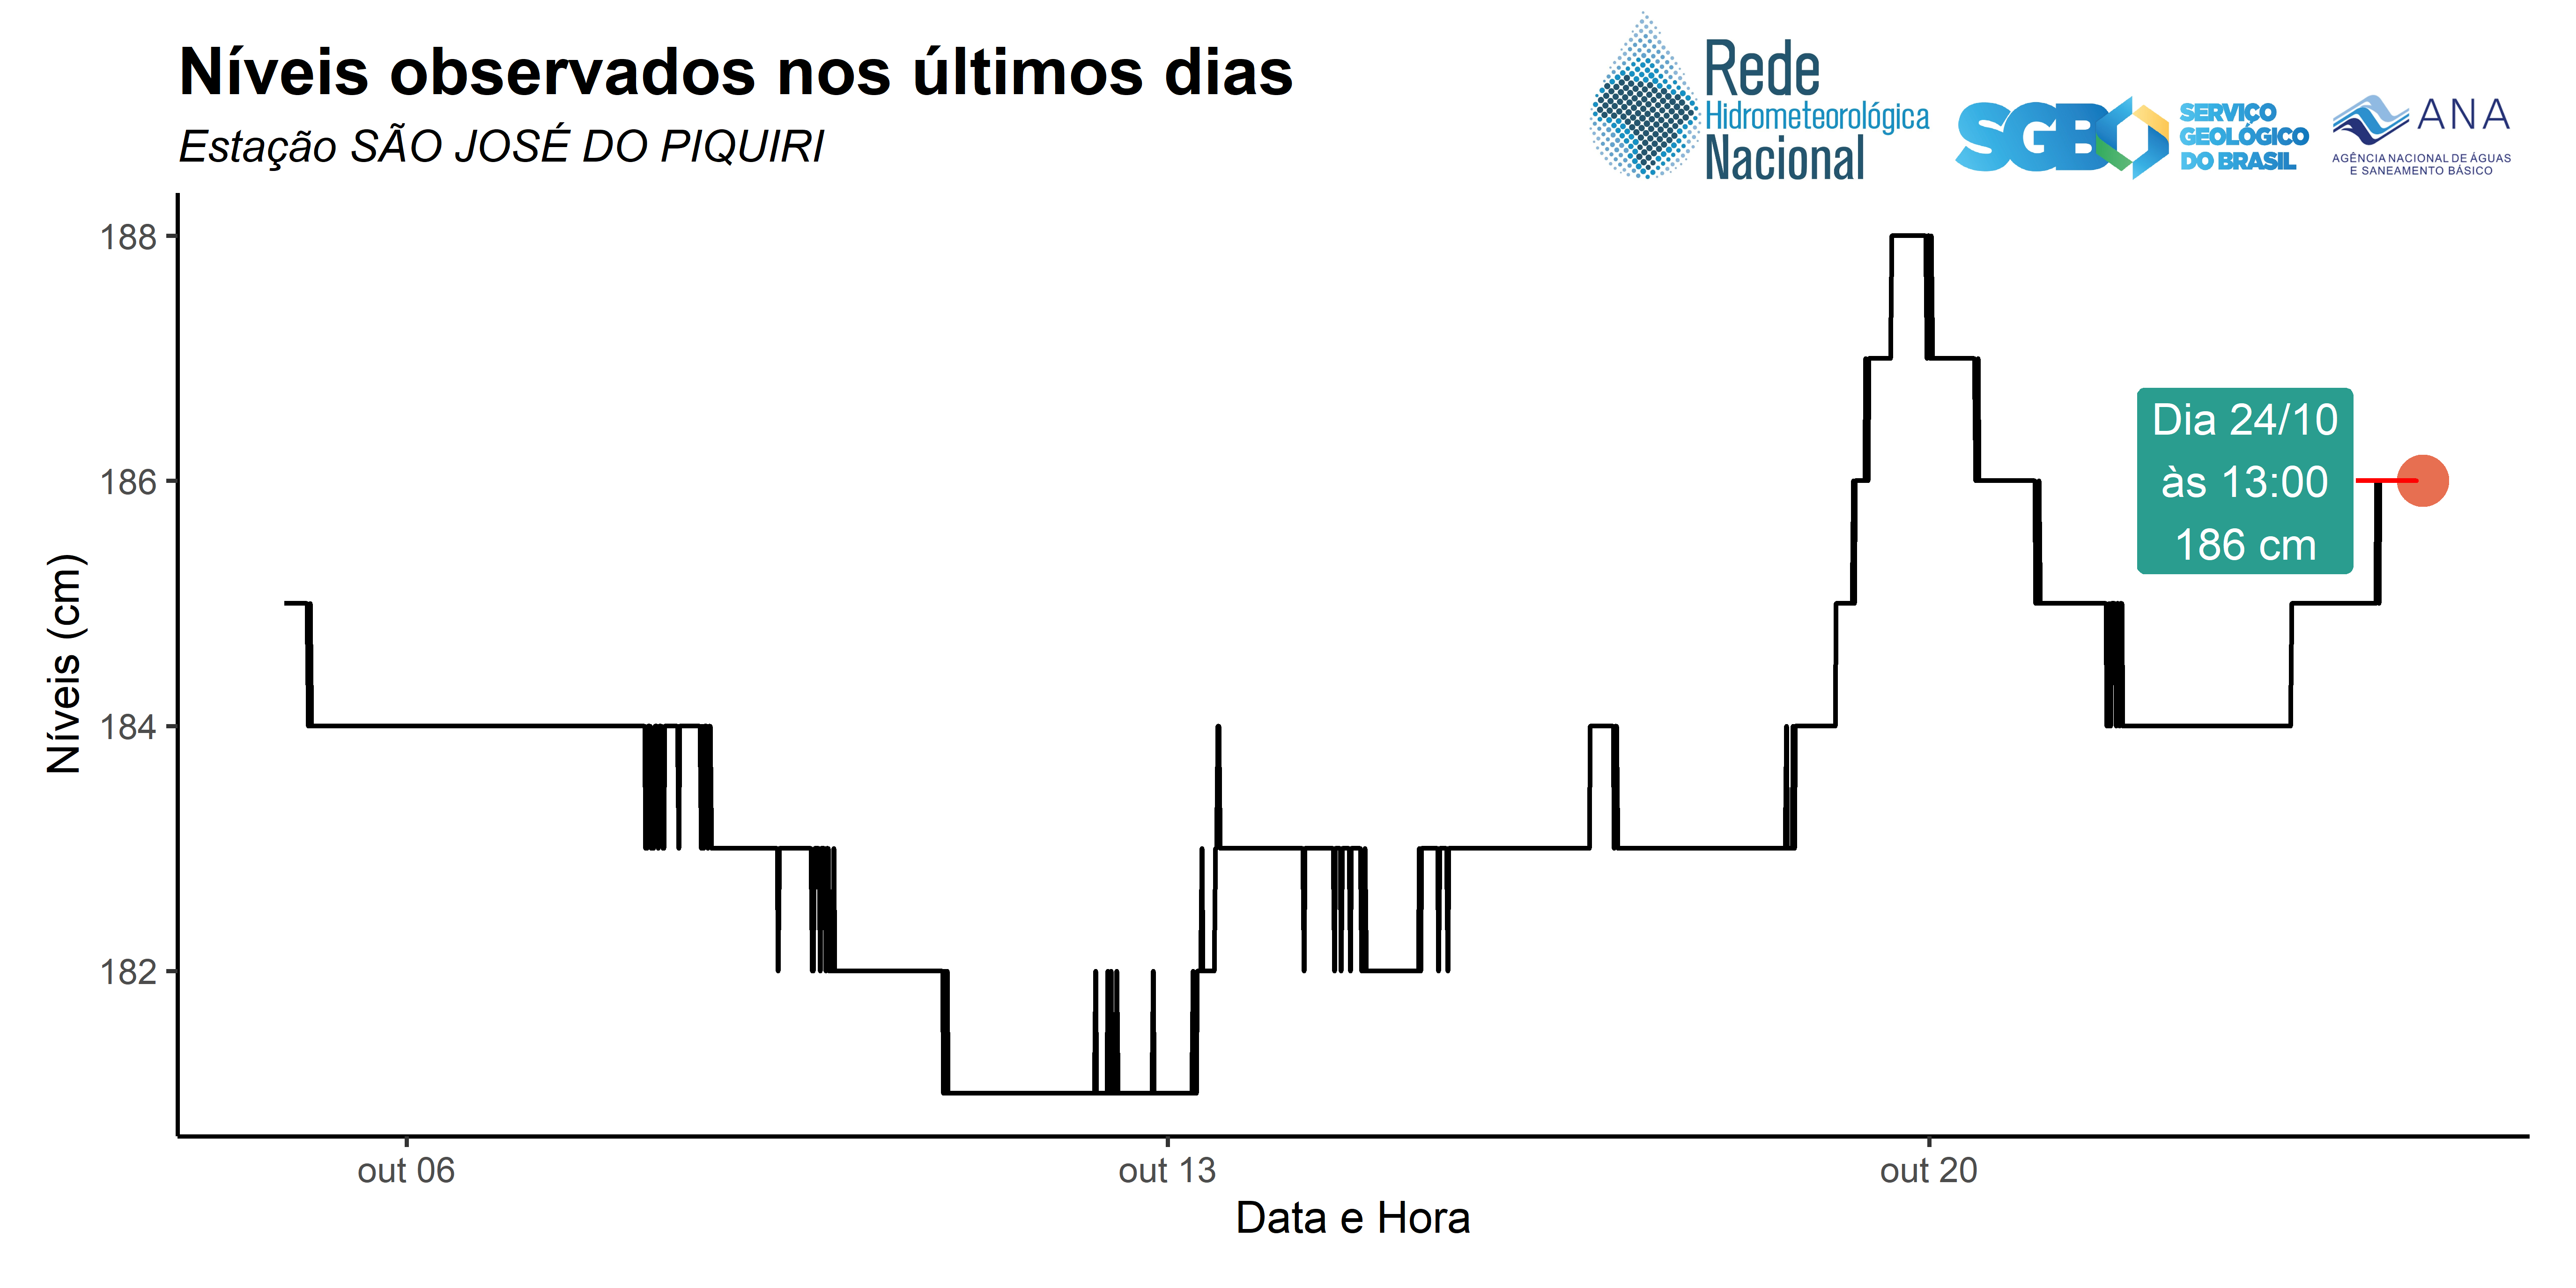 Níveis observados nos últimos dias
Estação SÃO JOSÉ DO PIQUIRI
Rede
Hidrometeorológica
Nacional
SGB
SERVIÇO
GEOLÓGICO
DO BRASIL
ANA
AGÊNCIA NACIONAL DE ÁGUAS
E SANEAMENTO BÁSICO
188
186
184
182
Níveis (cm)
Dia 24/10
às 13:00
186 cm
out 06
out 13
out 20
Data e Hora